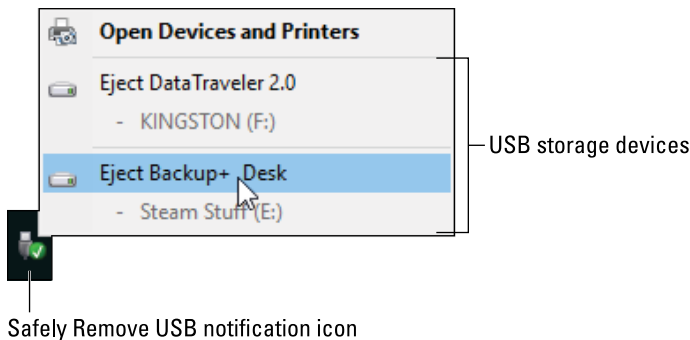 Open Devices and Printers
Eject DataTraveler 2.0
- KINGSTON (F:)
USB storage devices
Eject Backup+ Desk
- Steam Stuff (E:)
Safely Remove USB notification icon